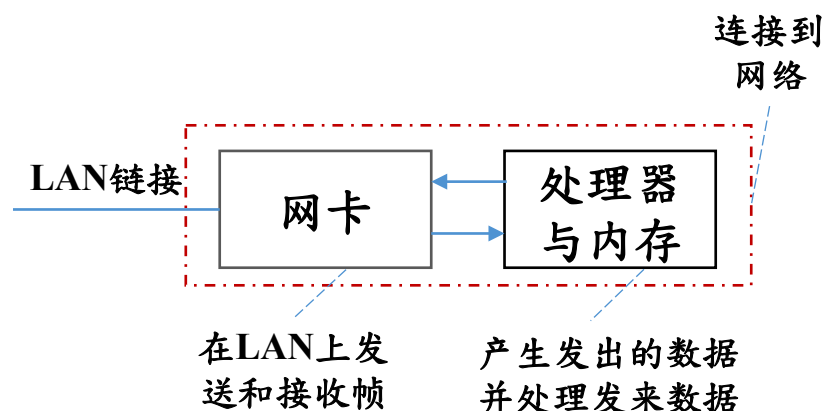 连接到
网络
LAN链接
网卡
处理器
与内存
在LAN上发
送和接收帧
产生发出的数据
并处理发来数据